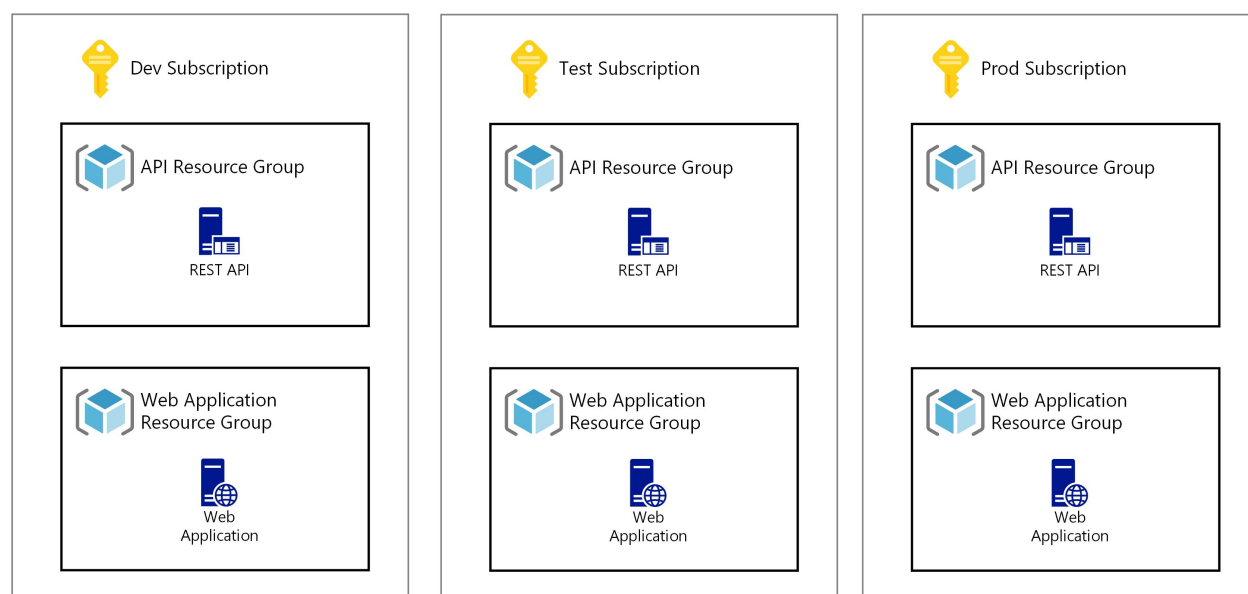 Dev Subscription
API Resource Group
REST API
Web Application
Resource Group
Web
Application
Test Subscription
API Resource Group
REST API
Web Application
Resource Group
Web
Application
Prod Subscription
API Resource Group
REST API
Web Application
Resource Group
Web
Application